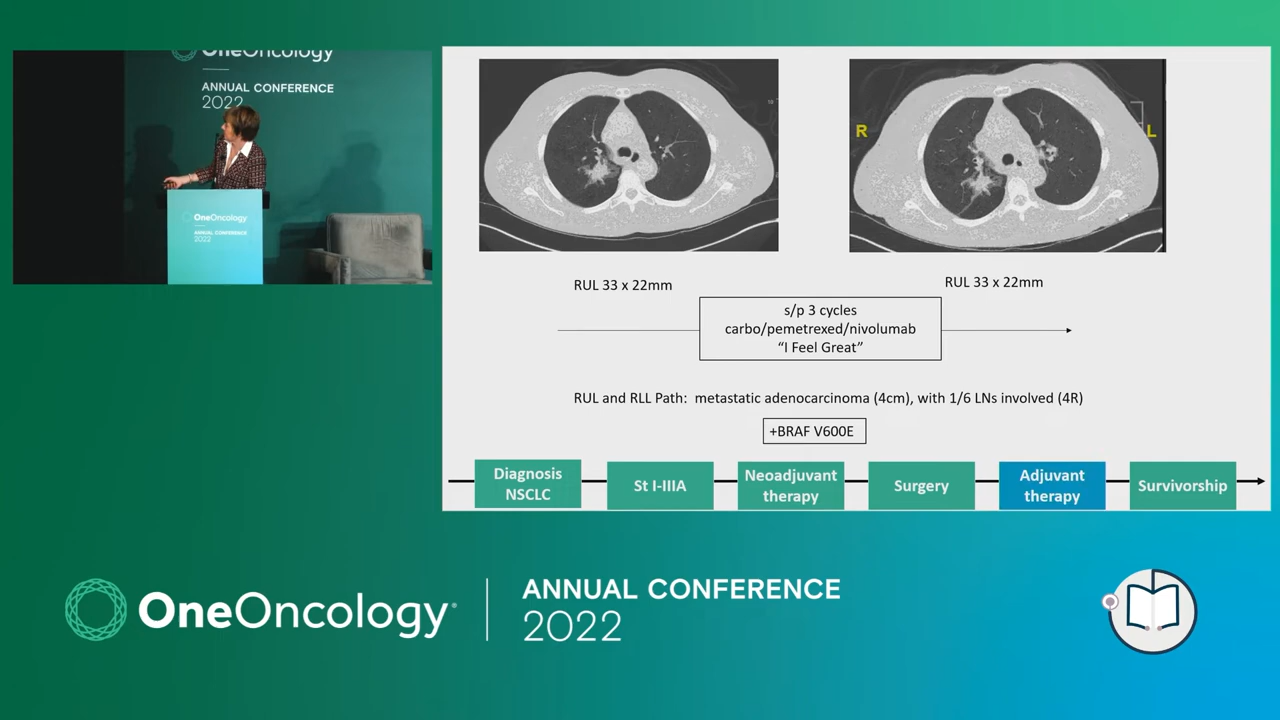 OneOncology
ANNUAL CONFERENCE
2022
OneOncology
ANNUAL CONFERENCE
2022
R
L
RUL 33 x 22mm
RUL 33 x 22mm
s/p 3 cycles
carbo/pemetrexed/nivolumab
“I Feel Great”
RUL and RLL Path: metastatic adenocarcinoma (4cm), with 1/6 LNs involved (4R)
+BRAF V600E
Diagnosis
NSCLC
St I-IIIA
Neoadjuvant
therapy
Surgery
Adjuvant
therapy
Survivorship
OneOncology
ANNUAL CONFERENCE
2022